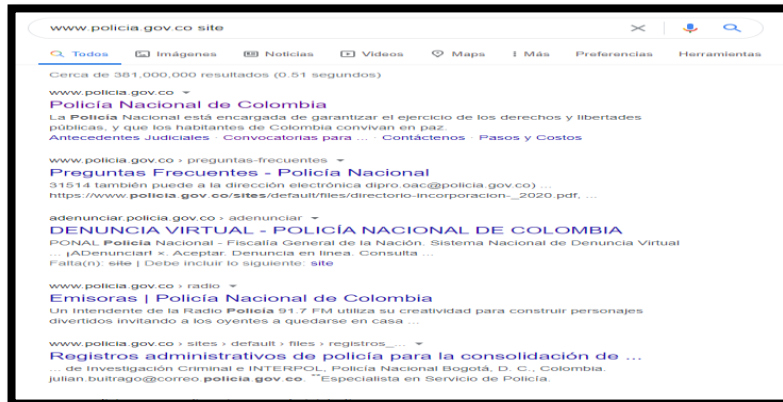 www.policia.gov.co site
Todos Imágenes Noticias Videos Maps Más Preferencias Herramientas
Cerca de 381,000,000 resultados (0.51 segundos)
www.policia.gov.co
Policía Nacional de Colombia
La Policía Nacional está encargada de garantizar el ejercicio de los derechos y libertades
públicas, y que los habitantes de Colombia convivan en paz.
Antecedentes Judiciales · Convocatorias para ... · Contáctenos · Pasos y Costos
www.policia.gov.co › preguntas-frecuentes
Preguntas Frecuentes - Policía Nacional
31514 también puede a la dirección electrónica dipro.oac@policia.gov.co) ...
https://www.policia.gov.co/sites/default/files/directorio-incorporacion-_2020.pdf, ...
adenunciar.policia.gov.co › adenunciar
DENUNCIA VIRTUAL - POLICÍA NACIONAL DE COLOMBIA
PONAL Policía Nacional - Fiscalía General de la Nación. Sistema Nacional de Denuncia Virtual
... ¡ADenunciar! ×. Aceptar. Denuncia en línea. Consulta ...
Falta(n): site | Debe incluir lo siguiente: site
www.policia.gov.co › radio
Emisoras | Policía Nacional de Colombia
Un Intendente de la Radio Policía 91.7 FM utiliza su creatividad para construir personajes
divertidos invitando a los oyentes a quedarse en casa ...
www.policia.gov.co › sites › default › files › registros_...
Registros administrativos de policía para la consolidación de ...
... de Investigación Criminal e INTERPOL, Policía Nacional Bogotá, D. C., Colombia.
julian.buitrago@correo.policia.gov.co. **Especialista en Servicio de Policía.